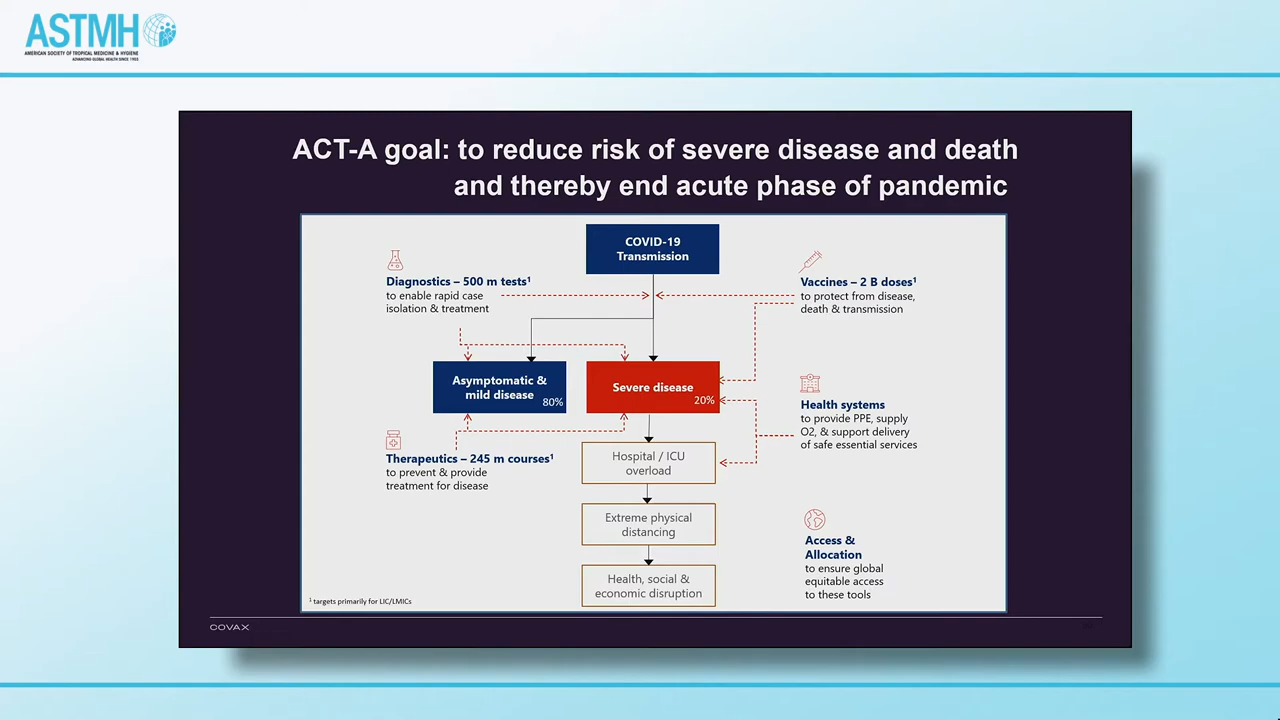 ASTMH
AMERICAN SOCIETY OF TROPICAL MEDICINE & HYGIENE
ADVANCING GLOBAL HEALTH SINCE 1903
ACT-A goal: to reduce risk of severe disease and death
and thereby end acute phase of pandemic
COVID-19
Transmission
Diagnostics – 500 m tests¹
to enable rapid case
isolation & treatment
Vaccines – 2 B doses¹
to protect from disease,
death & transmission
Asymptomatic &
mild disease 80%
Severe disease
20%
Health systems
to provide PPE, supply
O2, & support delivery
of safe essential services
Therapeutics – 245 m courses¹
to prevent & provide
treatment for disease
Hospital / ICU
overload
Extreme physical
distancing
Access &
Allocation
to ensure global
equitable access
to these tools
Health, social &
economic disruption
¹ targets primarily for LIC/LMICs
COVAX